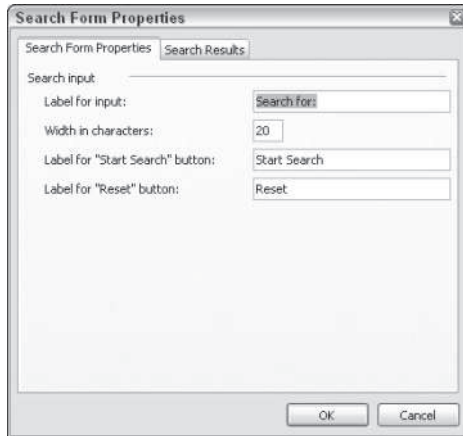 Search Form Properties
Search Form Properties Search Results
Search input
Label for input: Search for:
Width in characters: 20
Label for "Start Search" button: Start Search
Label for "Reset" button: Reset
OK Cancel